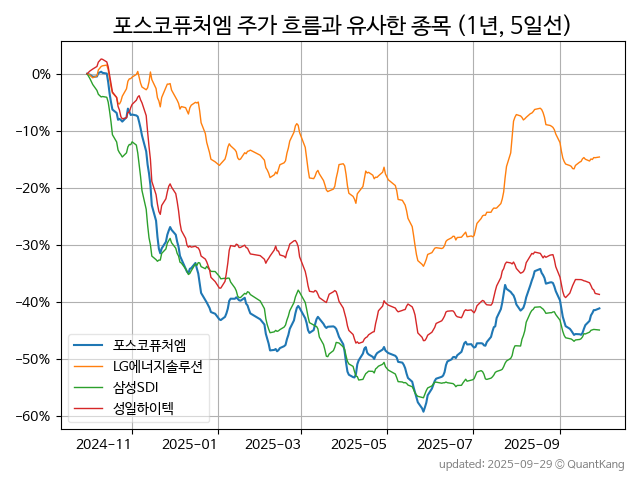 포스코퓨처엠 주가 흐름과 유사한 종목 (1년, 5일선)
0%
-10%
-20%
-30%
-40%
-50%
-60%
포스코퓨처엠
LG에너지솔루션
삼성SDI
성일하이텍
2024-11 2025-01 2025-03 2025-05 2025-07 2025-09
updated: 2025-09-29 © QuantKang